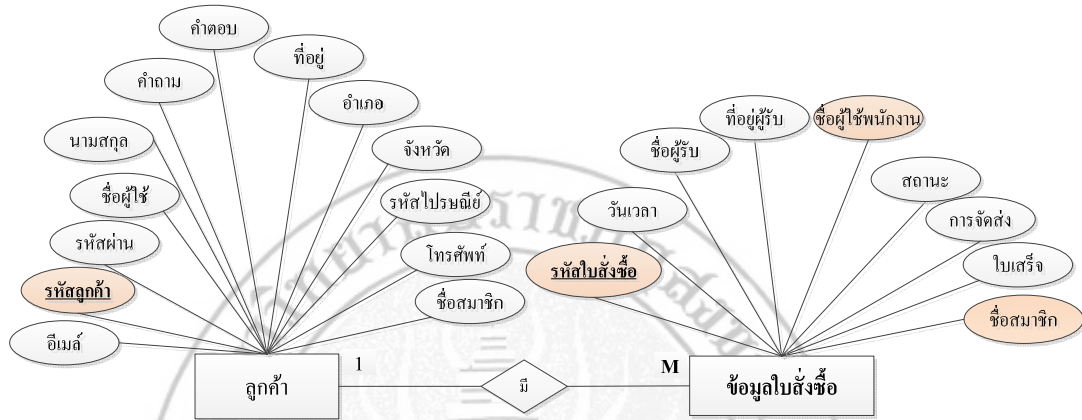 คำตอบ
ที่อยู่
คำถาม
อำเภอ
นามสกุล
จังหวัด
ชื่อผู้ใช้
รหัสไปรษณีย์
รหัสผ่าน
โทรศัพท์
รหัสลูกค้า
ชื่อสมาชิก
อีเมล์
ลูกค้า
1
มี
M
ที่อยู่ผู้รับ
ชื่อผู้ใช้พนักงาน
ชื่อผู้รับ
สถานะ
วันเวลา
การจัดส่ง
รหัสใบสั่งซื้อ
ใบเสร็จ
ชื่อสมาชิก
ข้อมูลใบสั่งซื้อ